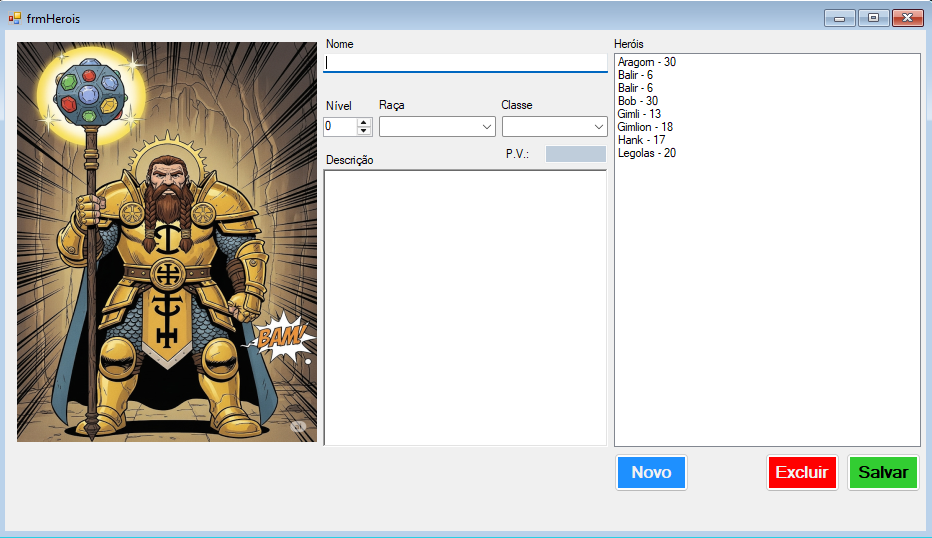 frmHerois
Nome
Nível
Raça
Classe
0
P.V.:
Descrição
BAM!
Heróis
Aragom - 30
Balir - 6
Balir - 6
Bob - 30
Gimli - 13
Gimlion - 18
Hank - 17
Legolas - 20
Novo
Excluir
Salvar